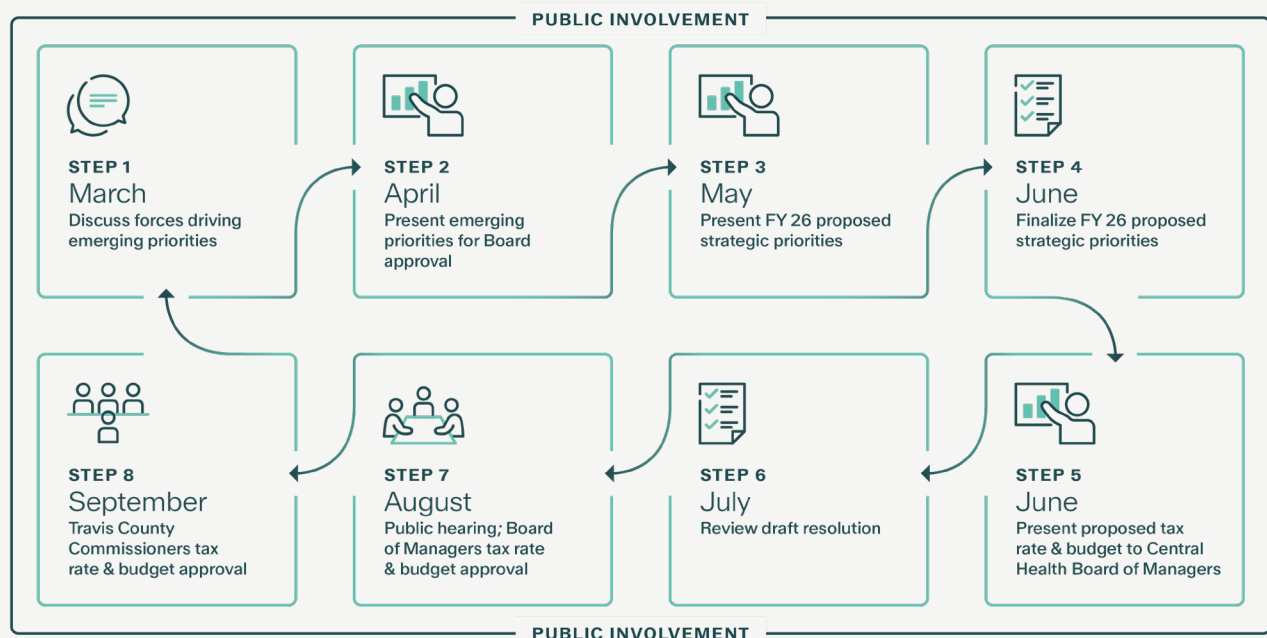 PUBLIC INVOLVEMENT
STEP 1
March
Discuss forces driving
emerging priorities
STEP 2
April
Present emerging
priorities for Board
approval
STEP 3
May
Present FY 26 proposed
strategic priorities
STEP 4
June
Finalize FY 26 proposed
strategic priorities
STEP 5
June
Present proposed tax
rate & budget to Central
Health Board of Managers
STEP 6
July
Review draft resolution
STEP 7
August
Public hearing; Board
of Managers tax rate
& budget approval
STEP 8
September
Travis County
Commissioners tax
rate & budget approval
PUBLIC INVOLVEMENT